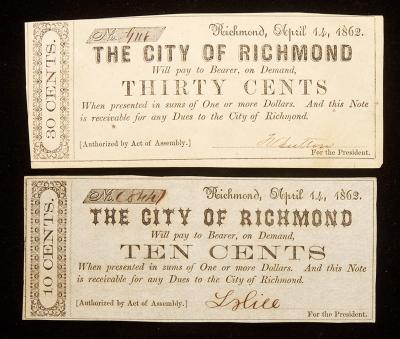 30 CENTS.
No. Richmond, April 14, 1862.
THE CITY OF RICHMOND
Will pay to Bearer, on Demand,
THIRTY CENTS
When presented in sums of One or more Dollars. And this Note
is receivable for any Dues to the City of Richmond.
[Authorized by Act of Assembly.]
For the President.
10 CENTS.
No. Richmond, April 14, 1862.
THE CITY OF RICHMOND
Will pay to Bearer, on Demand,
TEN CENTS
When presented in sums of One or more Dollars. And this Note
is receivable for any Dues to the City of Richmond.
[Authorized by Act of Assembly.]
For the President.